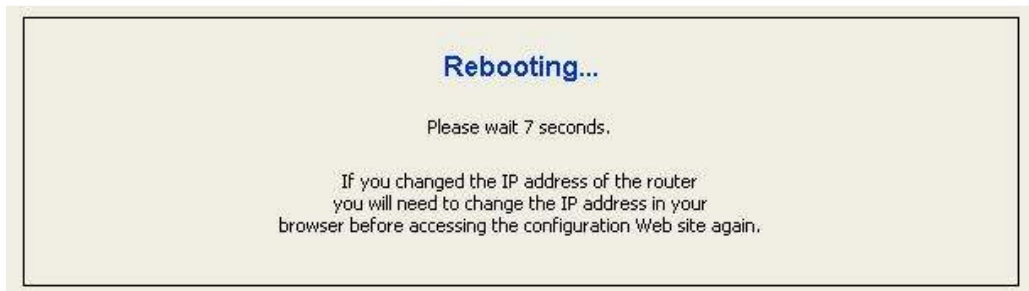 Rebooting...
Please wait 7 seconds.
If you changed the IP address of the router
you will need to change the IP address in your
browser before accessing the configuration Web site again.